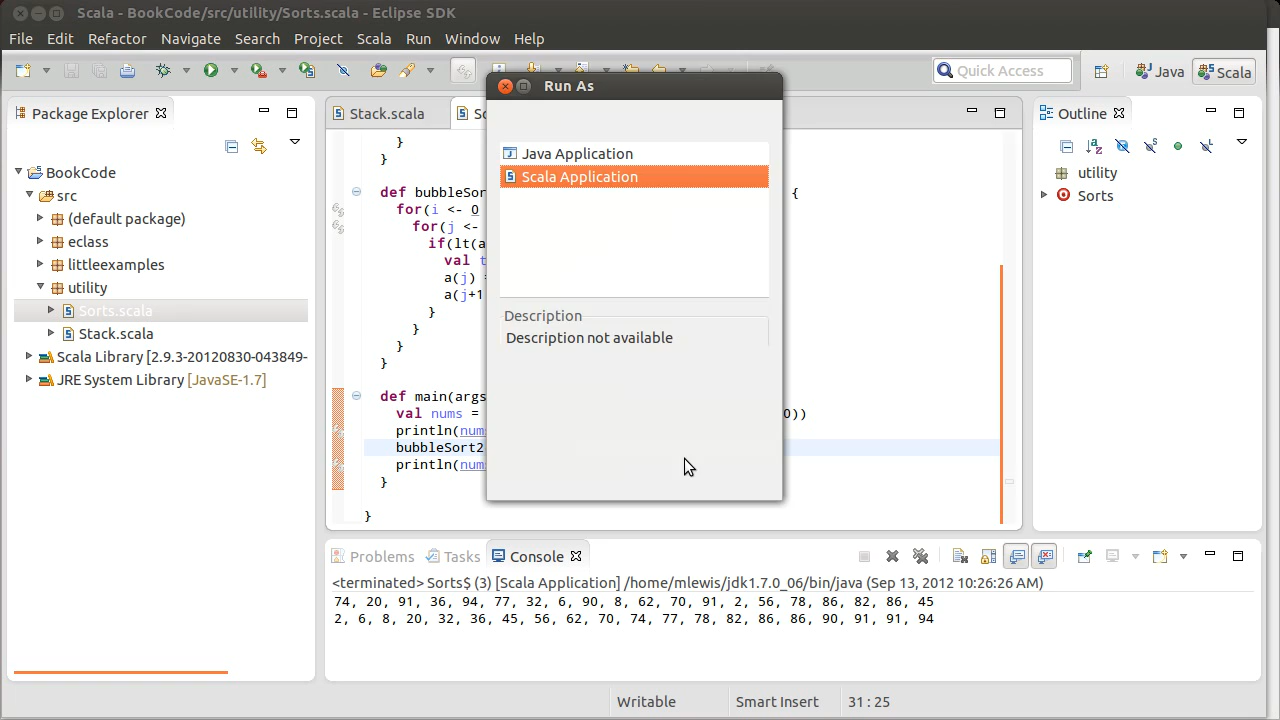 Scala - BookCode/src/utility/Sorts.scala - Eclipse SDK
File Edit Refactor Navigate Search Project Scala Run Window Help
Quick Access
Java
Scala
Package Explorer
BookCode
src
(default package)
eclass
littleexamples
utility
Sorts.scala
Stack.scala
Scala Library [2.9.3-20120830-043849-
JRE System Library [JavaSE-1.7]
Stack.scala
}
}
def bubbleSor {
for(i <- 0
for(j <-
if(lt(a
val t
a(j) =
a(j+1
}
}
}
}
def main(args
val nums = 0))
println(num
bubbleSort2
println(num
}
}
Run As
Java Application
Scala Application
Description
Description not available
Outline
utility
Sorts
Problems
Tasks
Console
<terminated> Sorts$ (3) [Scala Application] /home/mlewis/jdk1.7.0_06/bin/java (Sep 13, 2012 10:26:26 AM)
74, 20, 91, 36, 94, 77, 32, 6, 90, 8, 62, 70, 91, 2, 56, 78, 86, 82, 86, 45
2, 6, 8, 20, 32, 36, 45, 56, 62, 70, 74, 77, 78, 82, 86, 86, 90, 91, 91, 94
Writable
Smart Insert
31 : 25